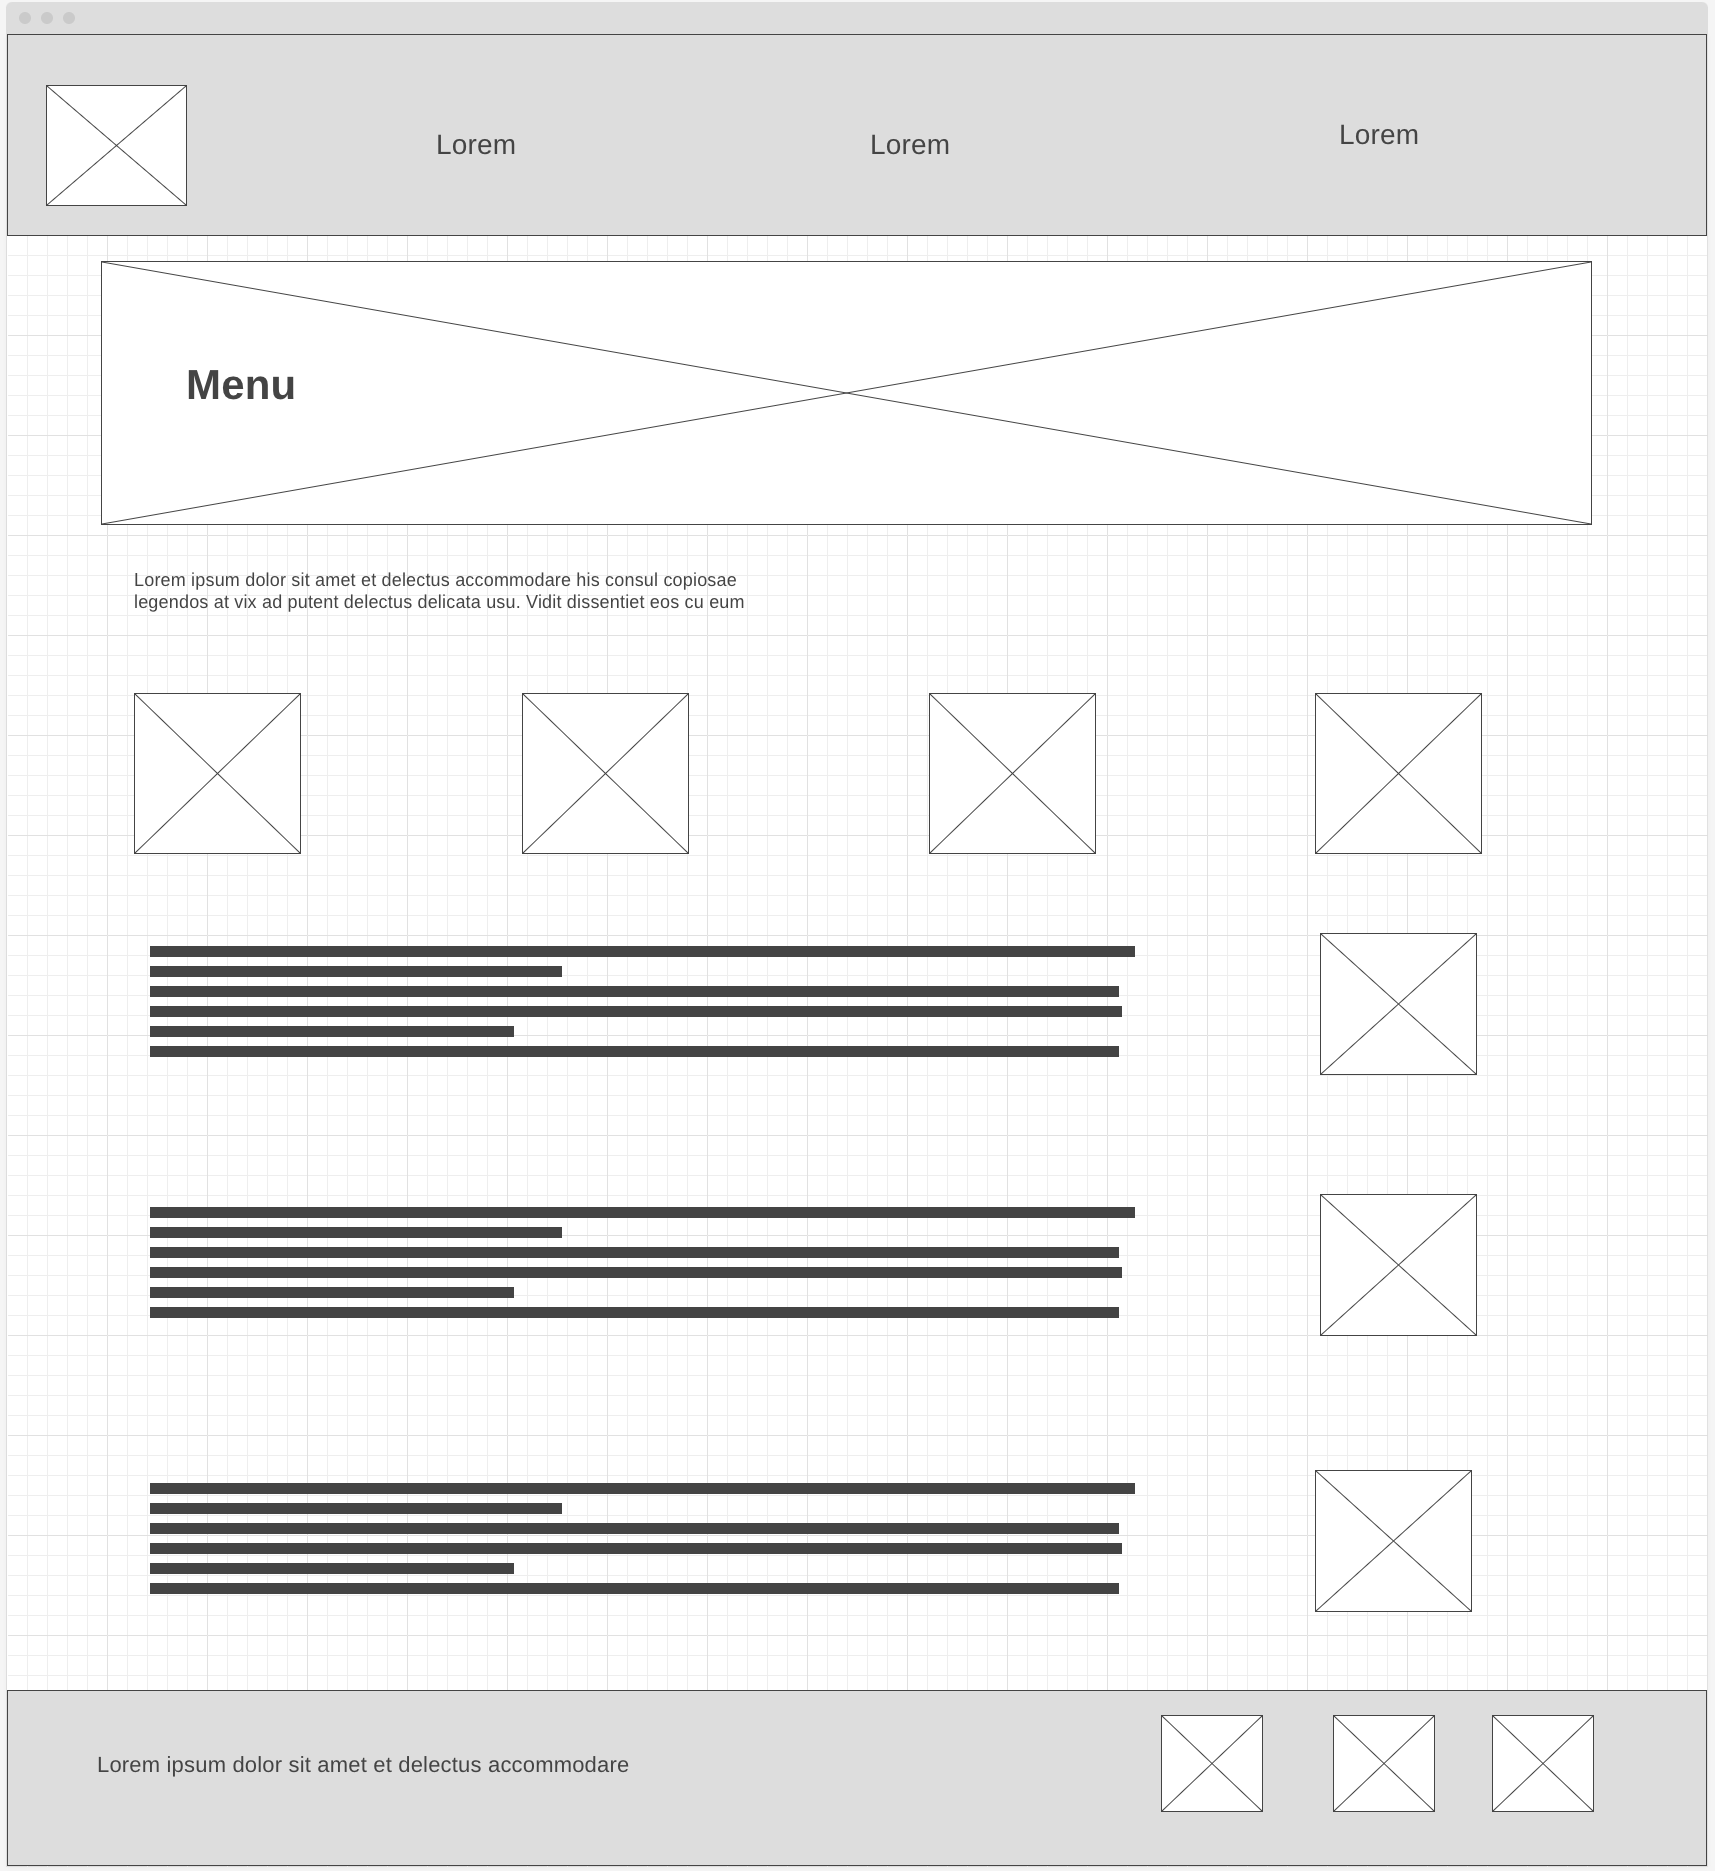 Lorem
Lorem
Lorem
Menu
Lorem ipsum dolor sit amet et delectus accommodare his consul copiosae
legendos at vix ad putent delectus delicata usu. Vidit dissentiet eos cu eum
Lorem ipsum dolor sit amet et delectus accommodare